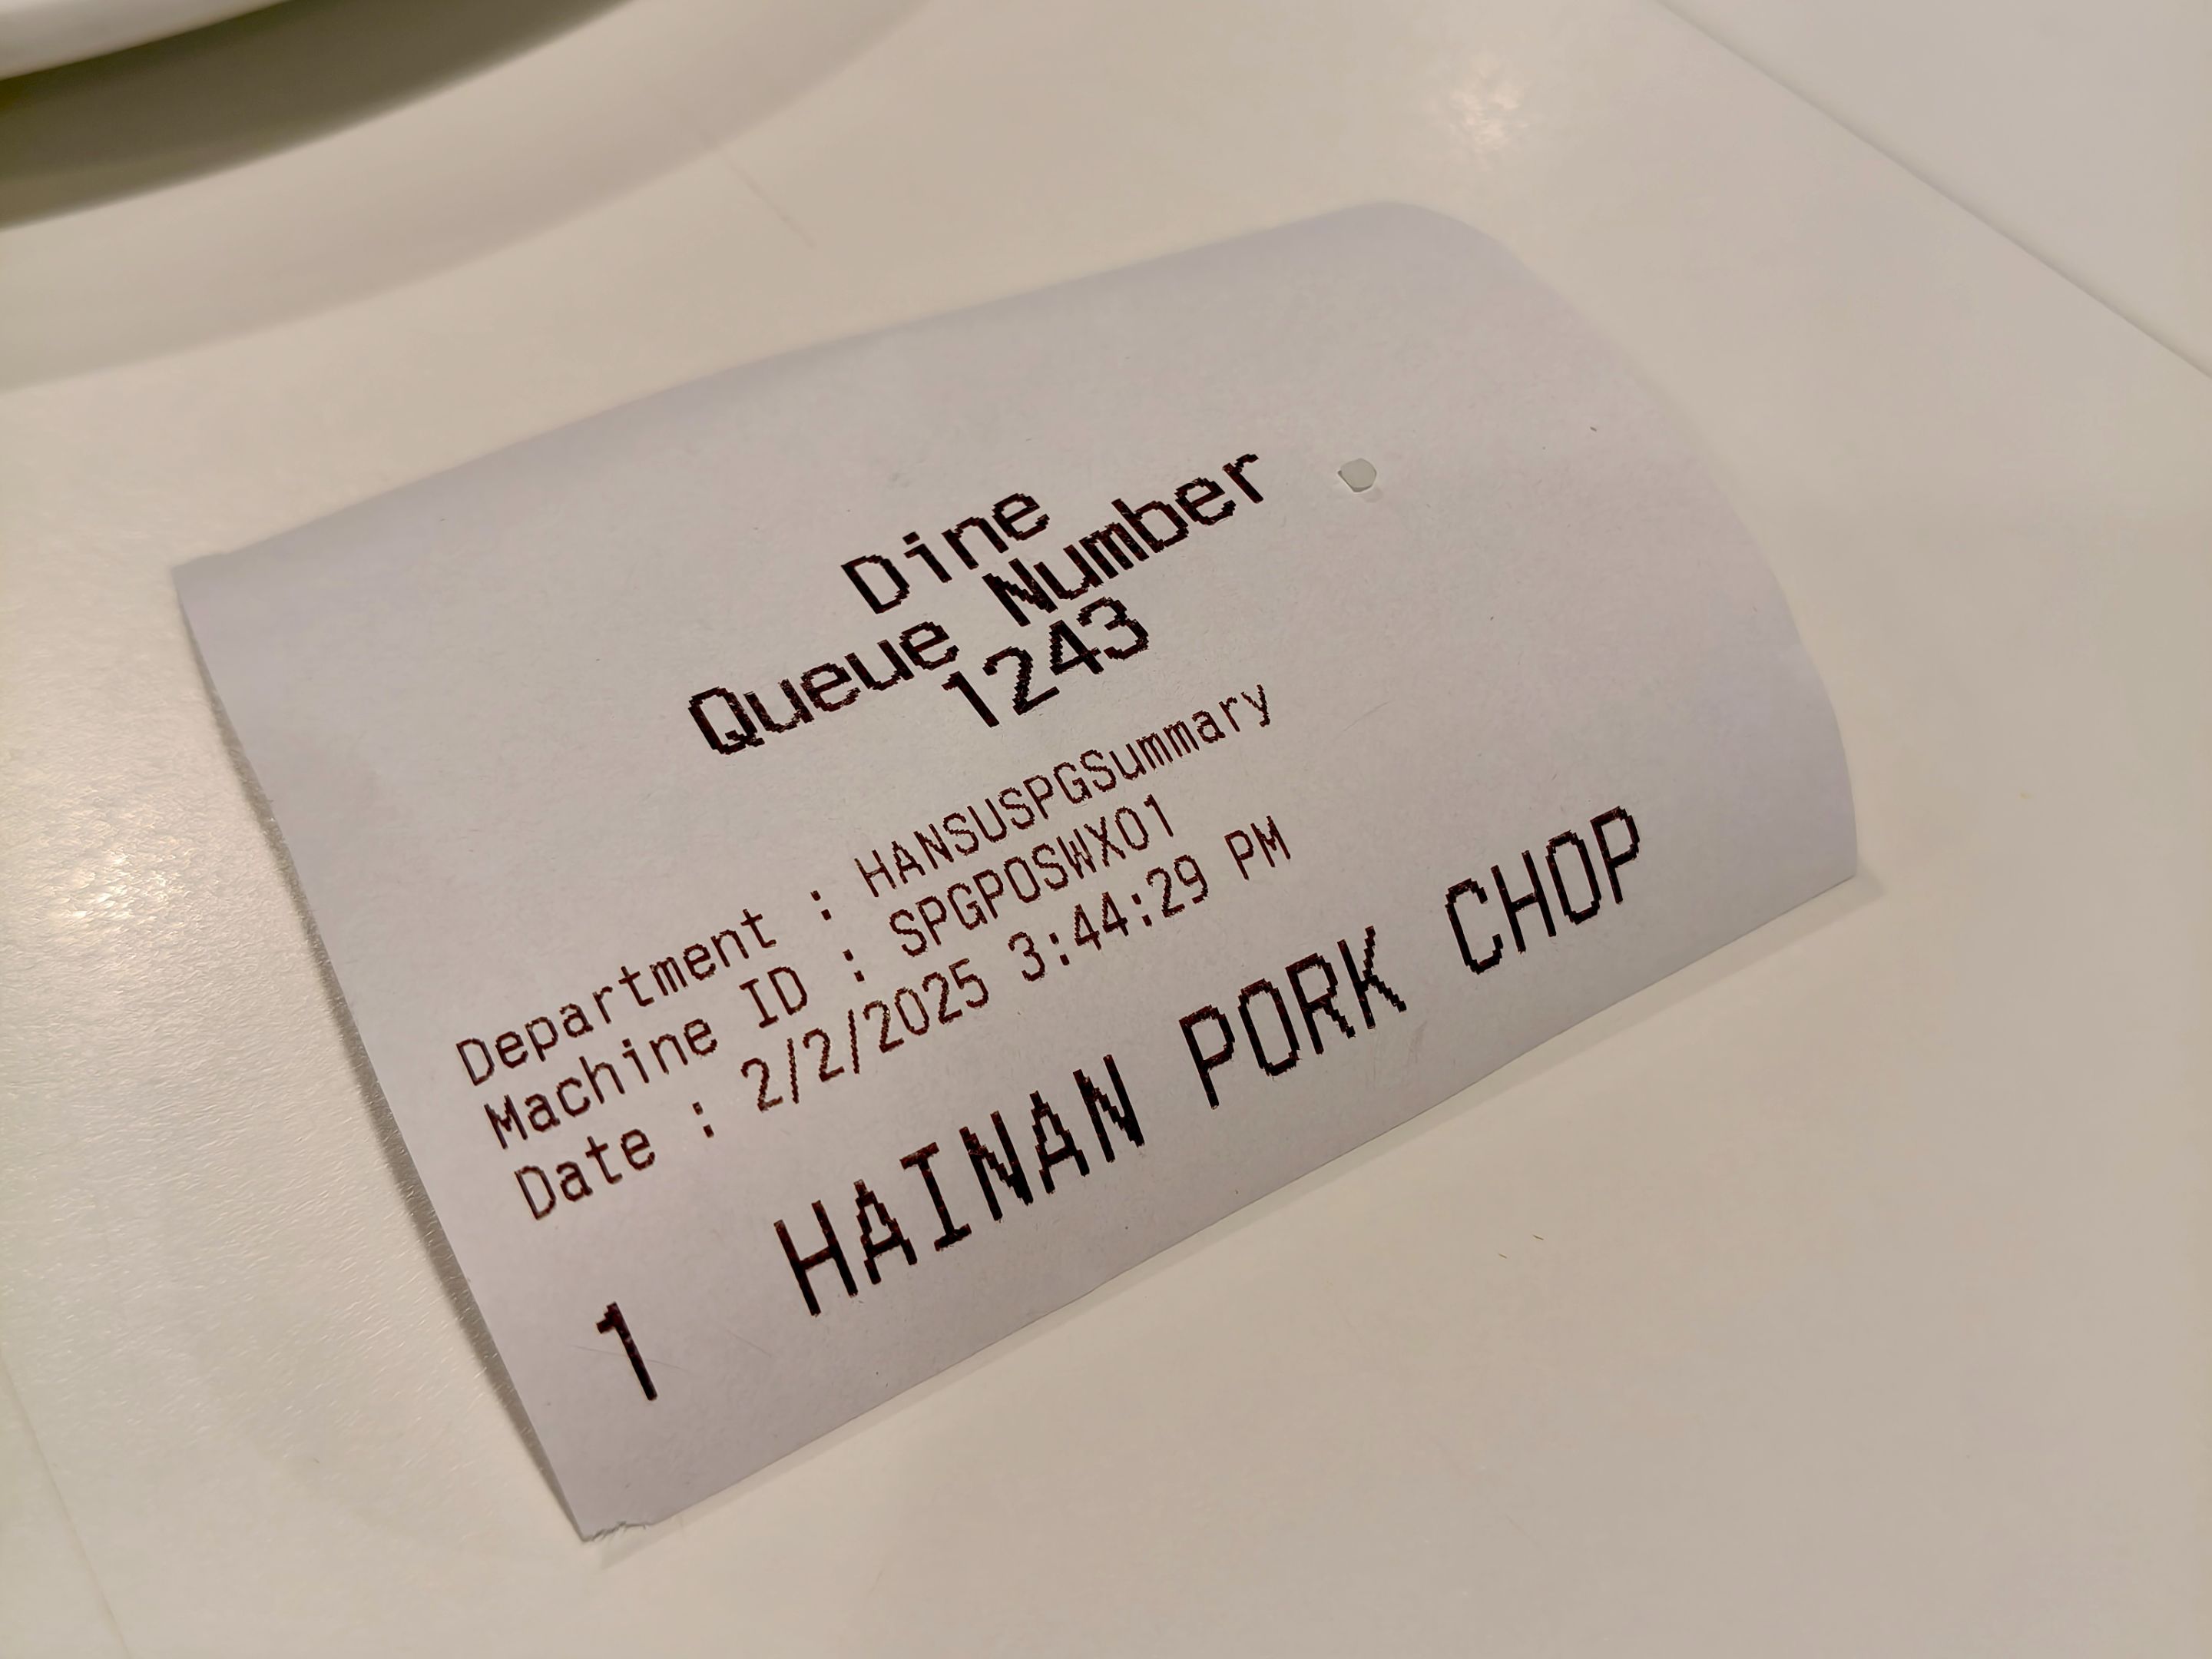 Dine
Queue Number
1243
Department : HANSUSPGSummary
Machine ID : SPGPOSWX01
Date : 2/2/2025 3:44:29 PM
1 HAINAN PORK CHOP